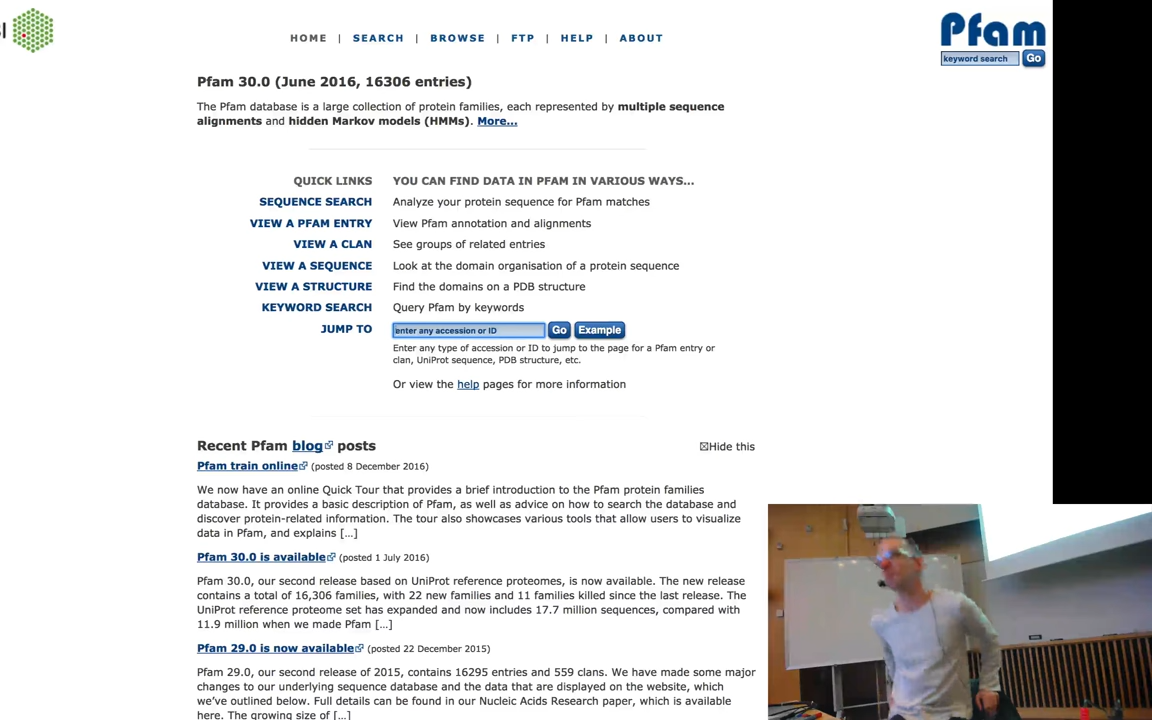 HOME | SEARCH | BROWSE | FTP | HELP | ABOUT
Pfam
keyword search Go
Pfam 30.0 (June 2016, 16306 entries)
The Pfam database is a large collection of protein families, each represented by multiple sequence
alignments and hidden Markov models (HMMs). More...
QUICK LINKS YOU CAN FIND DATA IN PFAM IN VARIOUS WAYS...
SEQUENCE SEARCH Analyze your protein sequence for Pfam matches
VIEW A PFAM ENTRY View Pfam annotation and alignments
VIEW A CLAN See groups of related entries
VIEW A SEQUENCE Look at the domain organisation of a protein sequence
VIEW A STRUCTURE Find the domains on a PDB structure
KEYWORD SEARCH Query Pfam by keywords
JUMP TO enter any accession or ID Go Example
Enter any type of accession or ID to jump to the page for a Pfam entry or
clan, UniProt sequence, PDB structure, etc.
Or view the help pages for more information
Recent Pfam blog posts Hide this
Pfam train online (posted 8 December 2016)
We now have an online Quick Tour that provides a brief introduction to the Pfam protein families
database. It provides a basic description of Pfam, as well as advice on how to search the database and
discover protein-related information. The tour also showcases various tools that allow users to visualize
data in Pfam, and explains [...]
Pfam 30.0 is available (posted 1 July 2016)
Pfam 30.0, our second release based on UniProt reference proteomes, is now available. The new release
contains a total of 16,306 families, with 22 new families and 11 families killed since the last release. The
UniProt reference proteome set has expanded and now includes 17.7 million sequences, compared with
11.9 million when we made Pfam [...]
Pfam 29.0 is now available (posted 22 December 2015)
Pfam 29.0, our second release of 2015, contains 16295 entries and 559 clans. We have made some major
changes to our underlying sequence database and the data that are displayed on the website, which
we've outlined below. Full details can be found in our Nucleic Acids Research paper, which is available
here. The growing size of [...]